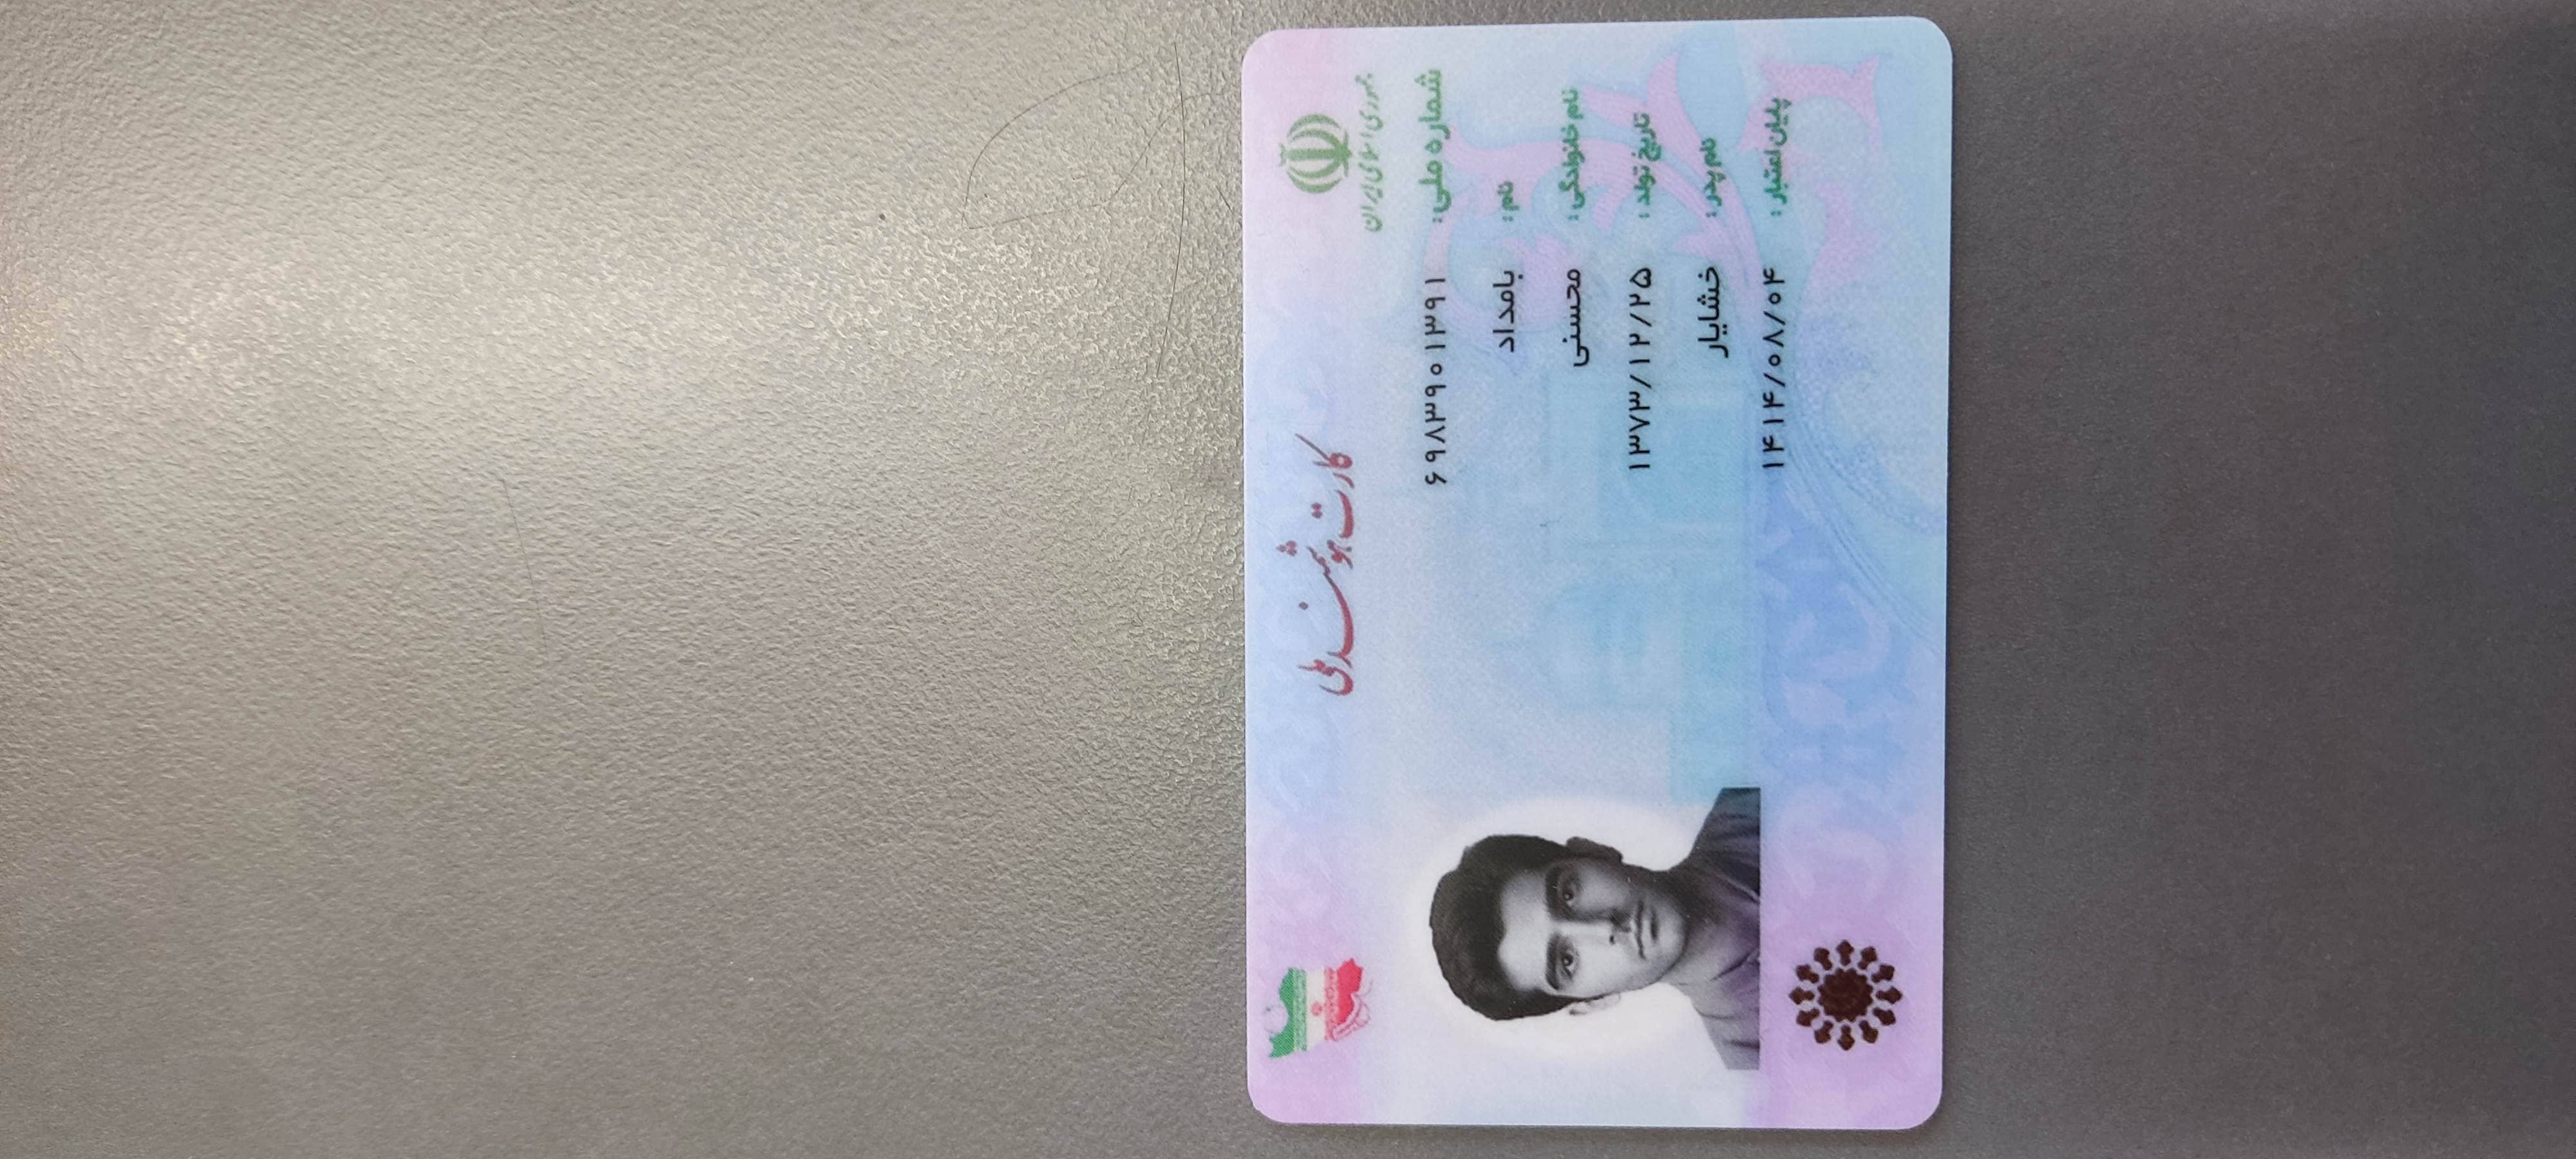 جمهوری اسلامی ایران
کارت هوشمند ملی
شماره ملی: ۶۹۸۳۹۰۱۳۹۱
نام: بامداد
نام خانوادگی: محسنی
تاریخ تولد: ۱۳۷۳/۱۲/۲۵
نام پدر: خشایار
پایان اعتبار: ۱۴۱۴/۰۸/۰۴